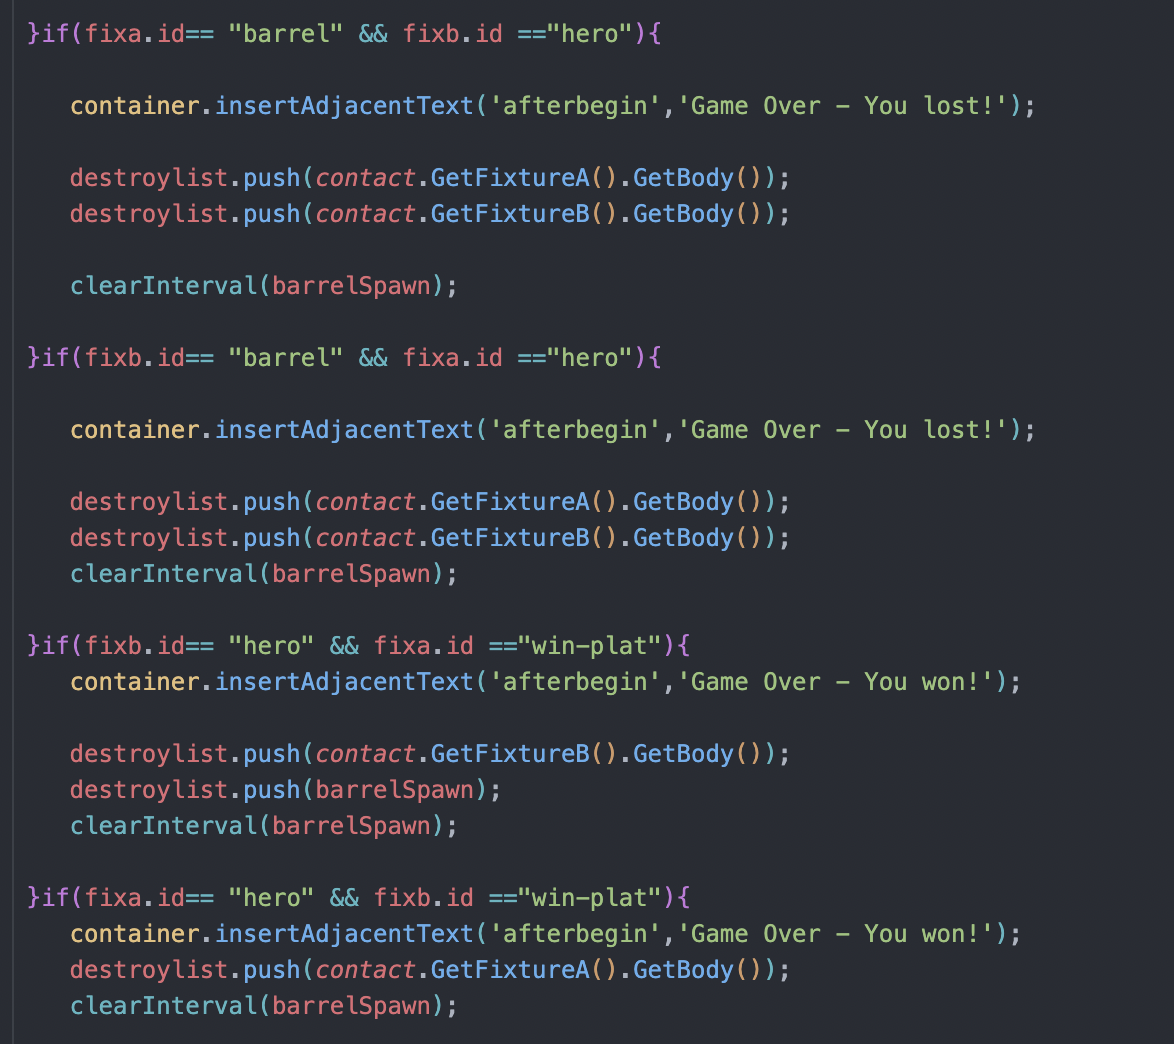 }if(fixa.id== "barrel" && fixb.id =="hero"){
container.insertAdjacentText('afterbegin','Game Over - You lost!');
destroylist.push(contact.GetFixtureA().GetBody());
destroylist.push(contact.GetFixtureB().GetBody());
clearInterval(barrelSpawn);
}if(fixb.id== "barrel" && fixa.id =="hero"){
container.insertAdjacentText('afterbegin','Game Over - You lost!');
destroylist.push(contact.GetFixtureA().GetBody());
destroylist.push(contact.GetFixtureB().GetBody());
clearInterval(barrelSpawn);
}if(fixb.id== "hero" && fixa.id =="win-plat"){
container.insertAdjacentText('afterbegin','Game Over - You won!');
destroylist.push(contact.GetFixtureB().GetBody());
destroylist.push(barrelSpawn);
clearInterval(barrelSpawn);
}if(fixa.id== "hero" && fixb.id =="win-plat"){
container.insertAdjacentText('afterbegin','Game Over - You won!');
destroylist.push(contact.GetFixtureA().GetBody());
clearInterval(barrelSpawn);